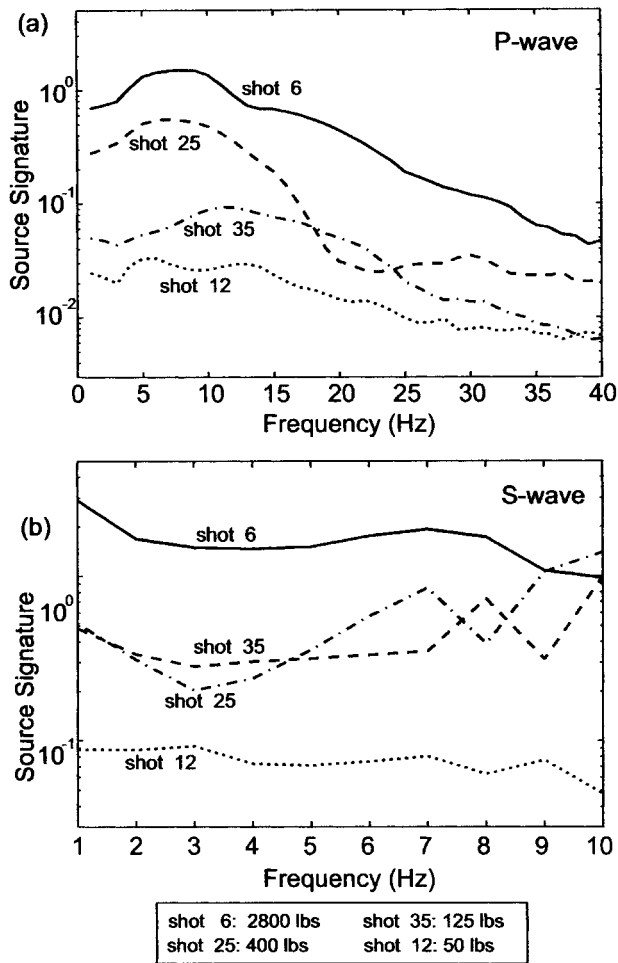 (a)
P-wave
10^0
10^-1
10^-2
Source Signature
shot 6
shot 25
shot 35
shot 12
0 5 10 15 20 25 30 35 40
Frequency (Hz)
(b)
S-wave
10^0
10^-1
Source Signature
shot 6
shot 35
shot 25
shot 12
1 2 3 4 5 6 7 8 9 10
Frequency (Hz)
shot 6: 2800 lbs shot 35: 125 lbs
shot 25: 400 lbs shot 12: 50 lbs